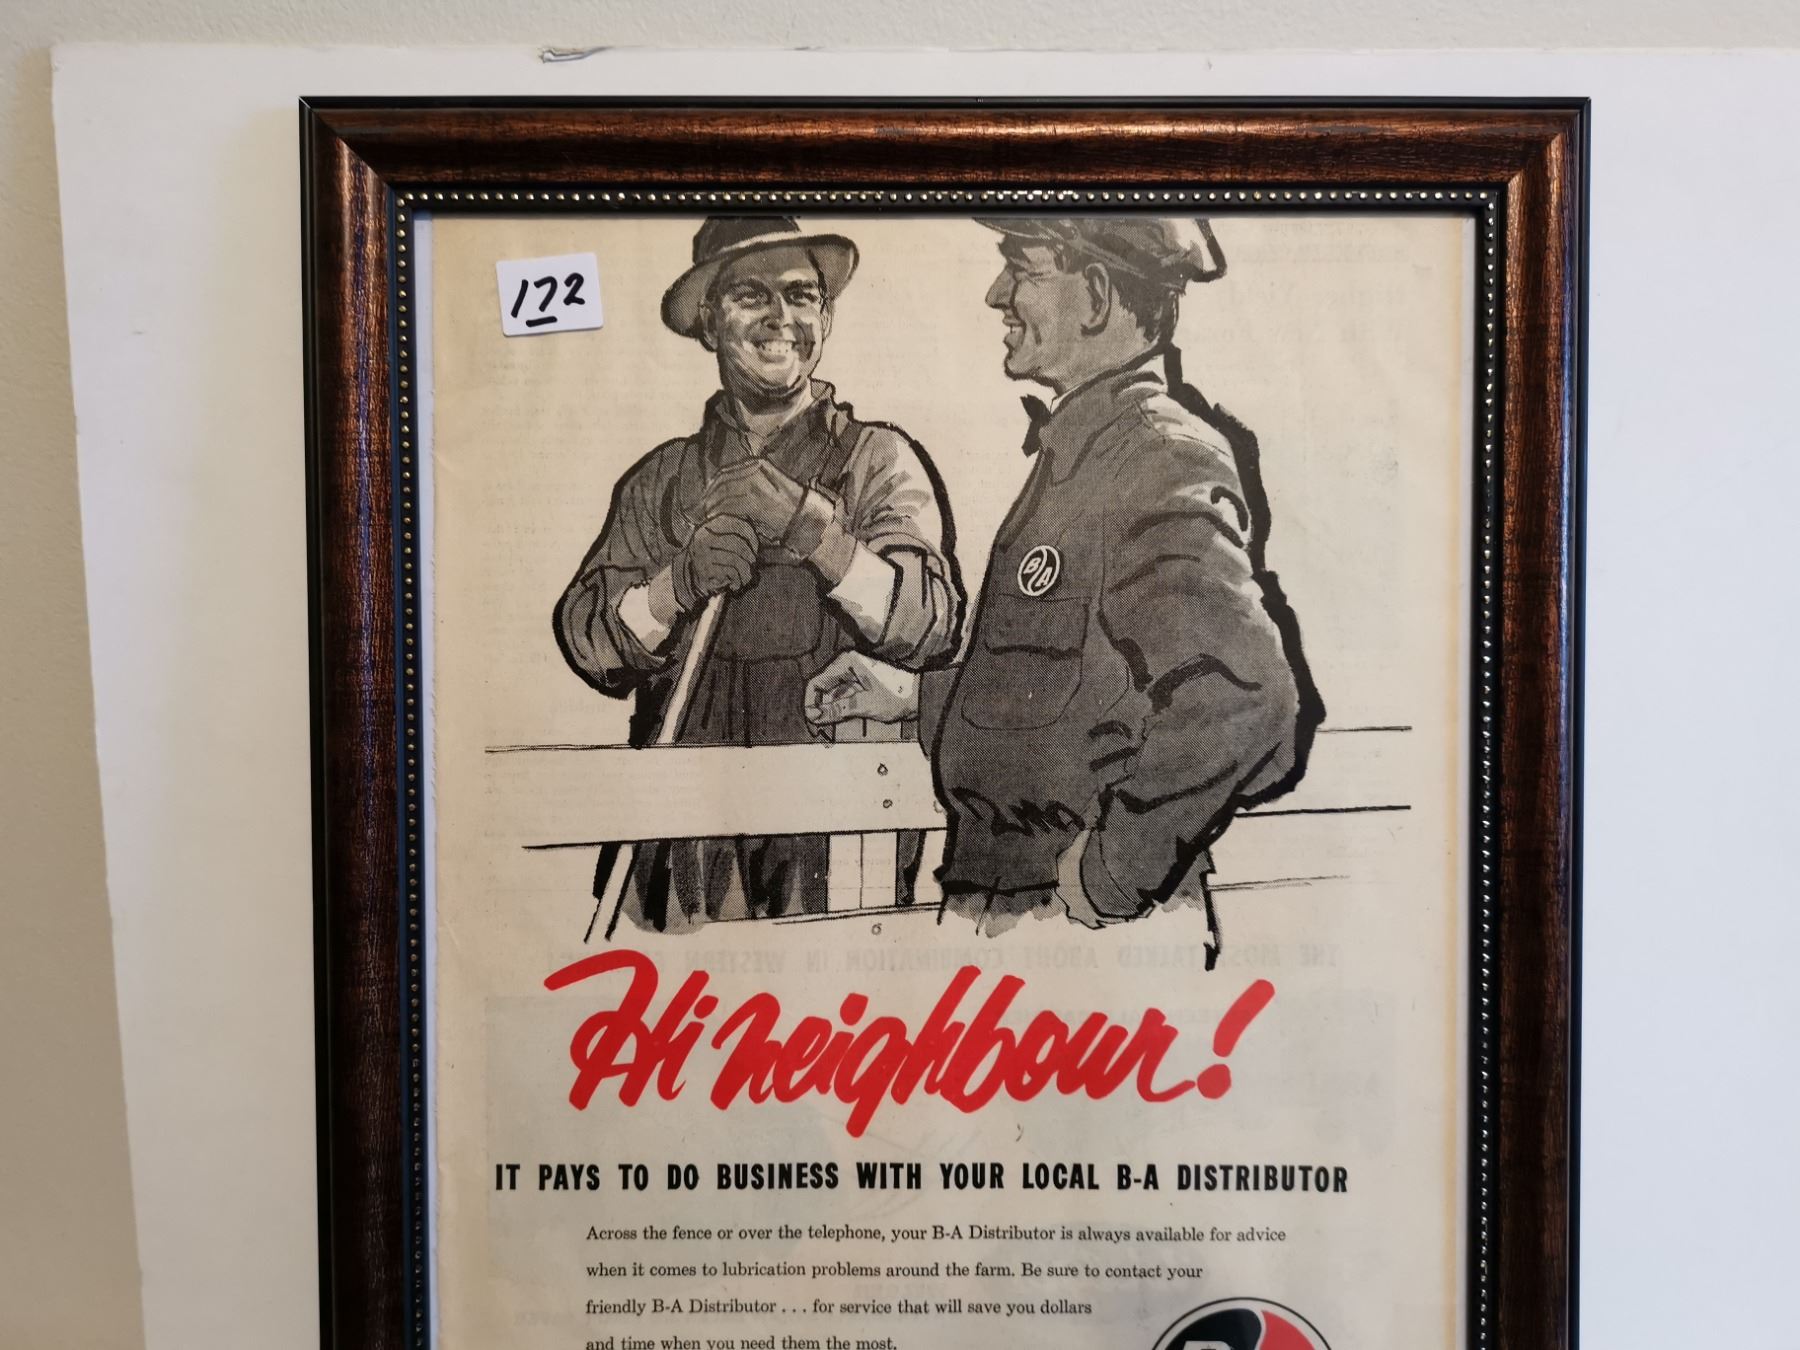 172
BA
Hi neighbour!
IT PAYS TO DO BUSINESS WITH YOUR LOCAL B-A DISTRIBUTOR
Across the fence or over the telephone, your B-A Distributor is always available for advice
when it comes to lubrication problems around the farm. Be sure to contact your
friendly B-A Distributor . . . for service that will save you dollars
and time when you need them the most.